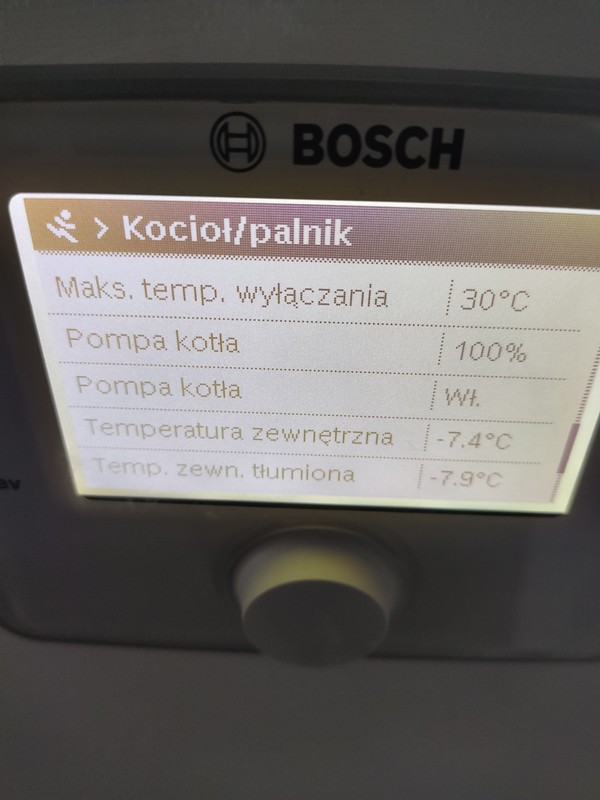 BOSCH
> Kocioł/palnik
Maks. temp. wyłączania 30°C
Pompa kotła 100%
Pompa kotła Wł.
Temperatura zewnętrzna -7.4°C
Temp. zewn. tłumiona -7.9°C